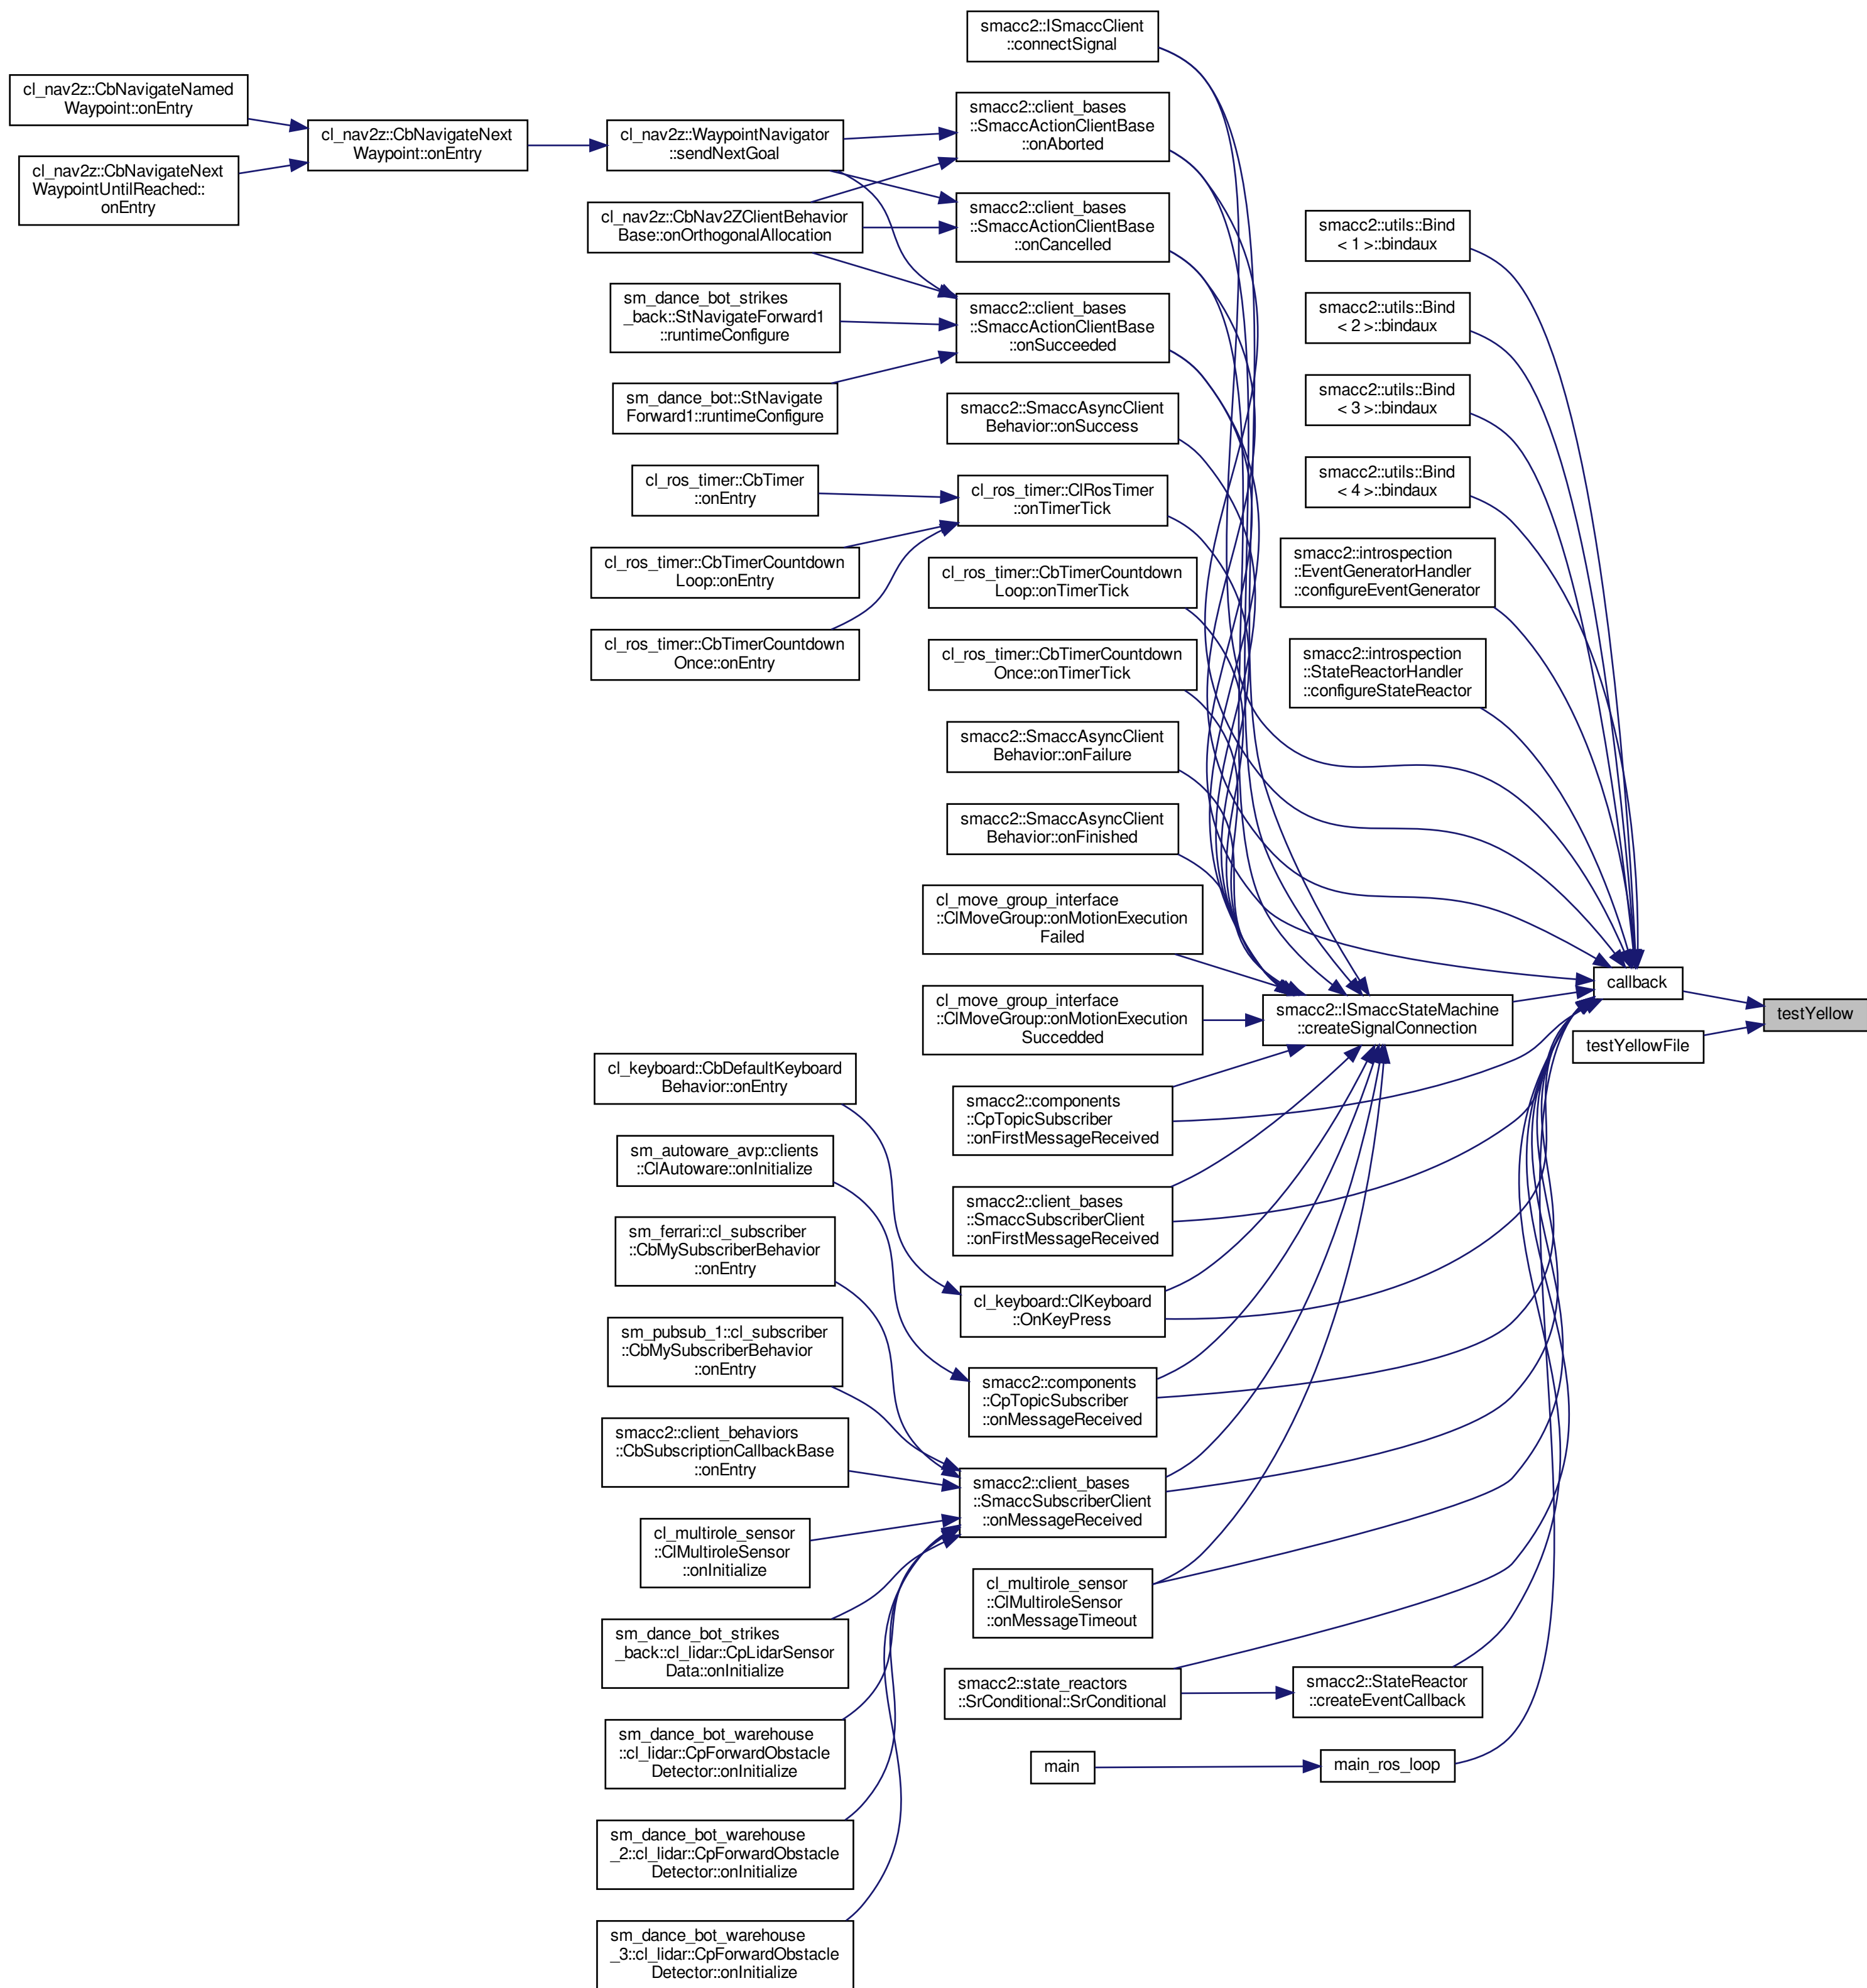 smacc2::ISmaccClient
::connectSignal
cl_nav2z::CbNavigateNamed
Waypoint::onEntry
cl_nav2z::CbNavigateNext
WaypointUntilReached::
onEntry
cl_nav2z::CbNavigateNext
Waypoint::onEntry
cl_nav2z::WaypointNavigator
::sendNextGoal
cl_nav2z::CbNav2ZClientBehavior
Base::onOrthogonalAllocation
sm_dance_bot_strikes
_back::StNavigateForward1
::runtimeConfigure
sm_dance_bot::StNavigate
Forward1::runtimeConfigure
cl_ros_timer::CbTimer
::onEntry
cl_ros_timer::CbTimerCountdown
Loop::onEntry
cl_ros_timer::CbTimerCountdown
Once::onEntry
smacc2::client_bases
::SmaccActionClientBase
::onAborted
smacc2::client_bases
::SmaccActionClientBase
::onCancelled
smacc2::client_bases
::SmaccActionClientBase
::onSucceeded
smacc2::SmaccAsyncClient
Behavior::onSuccess
cl_ros_timer::ClRosTimer
::onTimerTick
cl_ros_timer::CbTimerCountdown
Loop::onTimerTick
cl_ros_timer::CbTimerCountdown
Once::onTimerTick
smacc2::SmaccAsyncClient
Behavior::onFailure
smacc2::SmaccAsyncClient
Behavior::onFinished
cl_move_group_interface
::ClMoveGroup::onMotionExecution
Failed
cl_move_group_interface
::ClMoveGroup::onMotionExecution
Succedded
smacc2::utils::Bind
< 1 >::bindaux
smacc2::utils::Bind
< 2 >::bindaux
smacc2::utils::Bind
< 3 >::bindaux
smacc2::utils::Bind
< 4 >::bindaux
smacc2::introspection
::EventGeneratorHandler
::configureEventGenerator
smacc2::introspection
::StateReactorHandler
::configureStateReactor
callback
testYellow
testYellowFile
smacc2::ISmaccStateMachine
::createSignalConnection
cl_keyboard::CbDefaultKeyboard
Behavior::onEntry
sm_autoware_avp::clients
::ClAutoware::onInitialize
sm_ferrari::cl_subscriber
::CbMySubscriberBehavior
::onEntry
sm_pubsub_1::cl_subscriber
::CbMySubscriberBehavior
::onEntry
smacc2::client_behaviors
::CbSubscriptionCallbackBase
::onEntry
cl_multirole_sensor
::ClMultiroleSensor
::onInitialize
sm_dance_bot_strikes
_back::cl_lidar::CpLidarSensor
Data::onInitialize
sm_dance_bot_warehouse
::cl_lidar::CpForwardObstacle
Detector::onInitialize
sm_dance_bot_warehouse
_2::cl_lidar::CpForwardObstacle
Detector::onInitialize
sm_dance_bot_warehouse
_3::cl_lidar::CpForwardObstacle
Detector::onInitialize
smacc2::components
::CpTopicSubscriber
::onFirstMessageReceived
smacc2::client_bases
::SmaccSubscriberClient
::onFirstMessageReceived
cl_keyboard::ClKeyboard
::OnKeyPress
smacc2::components
::CpTopicSubscriber
::onMessageReceived
smacc2::client_bases
::SmaccSubscriberClient
::onMessageReceived
cl_multirole_sensor
::ClMultiroleSensor
::onMessageTimeout
smacc2::state_reactors
::SrConditional::SrConditional
smacc2::StateReactor
::createEventCallback
main
main_ros_loop